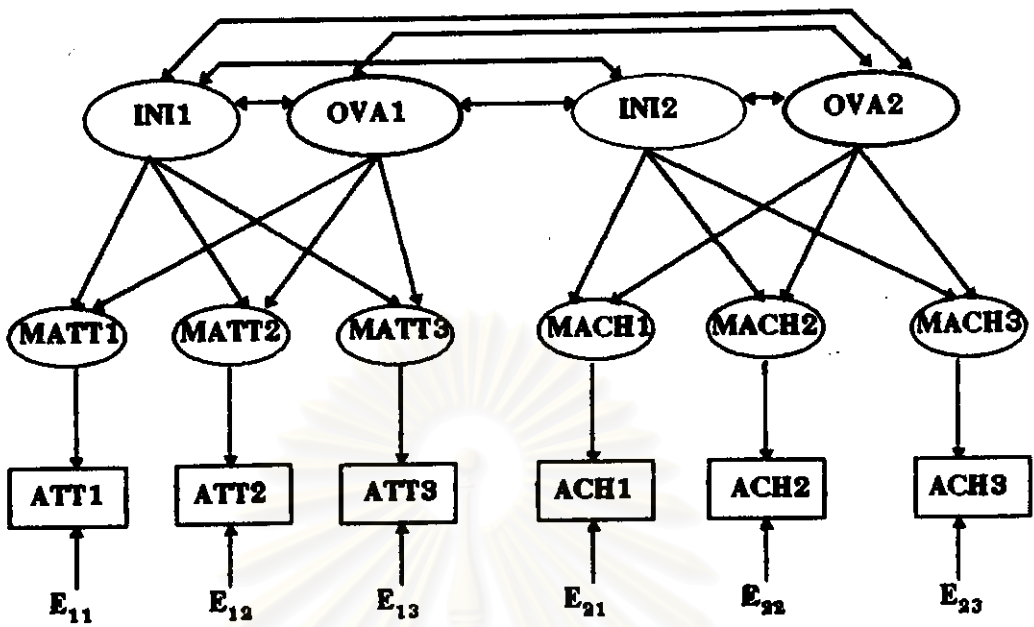 INI1 OVA1 INI2 OVA2
MATT1 MATT2 MATT3 MACH1 MACH2 MACH3
ATT1 ATT2 ATT3 ACH1 ACH2 ACH3
E₁₁ E₁₂ E₁₃ E₂₁ E₂₂ E₂₃